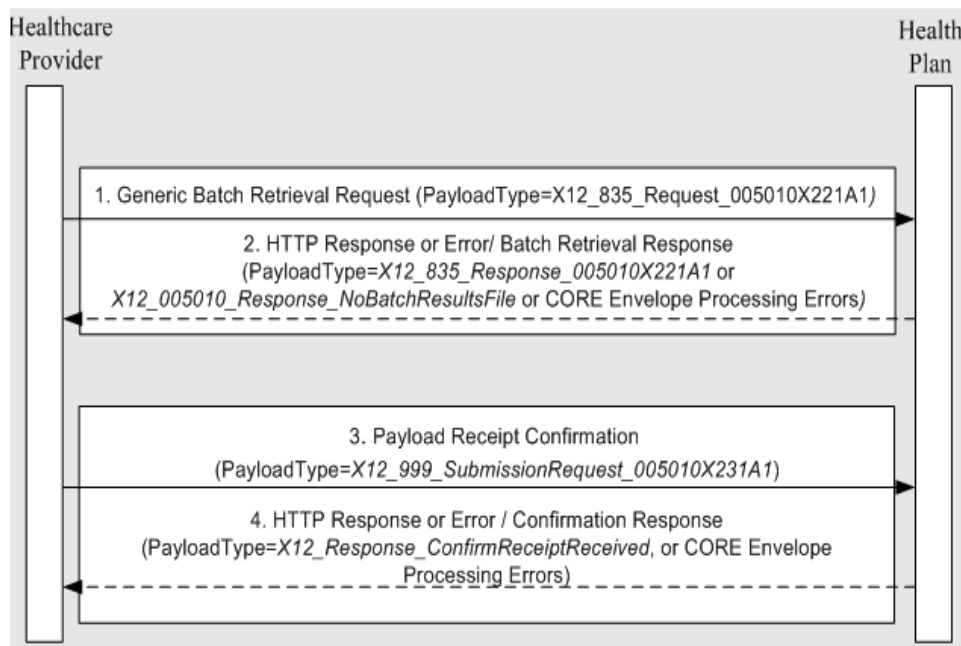 Healthcare
Provider
Health
Plan
1. Generic Batch Retrieval Request (PayloadType=X12_835_Request_005010X221A1)
2. HTTP Response or Error/ Batch Retrieval Response
(PayloadType=X12_835_Response_005010X221A1 or
X12_005010_Response_NoBatchResultsFile or CORE Envelope Processing Errors)
3. Payload Receipt Confirmation
(PayloadType=X12_999_SubmissionRequest_005010X231A1)
4. HTTP Response or Error / Confirmation Response
(PayloadType=X12_Response_ConfirmReceiptReceived, or CORE Envelope
Processing Errors)